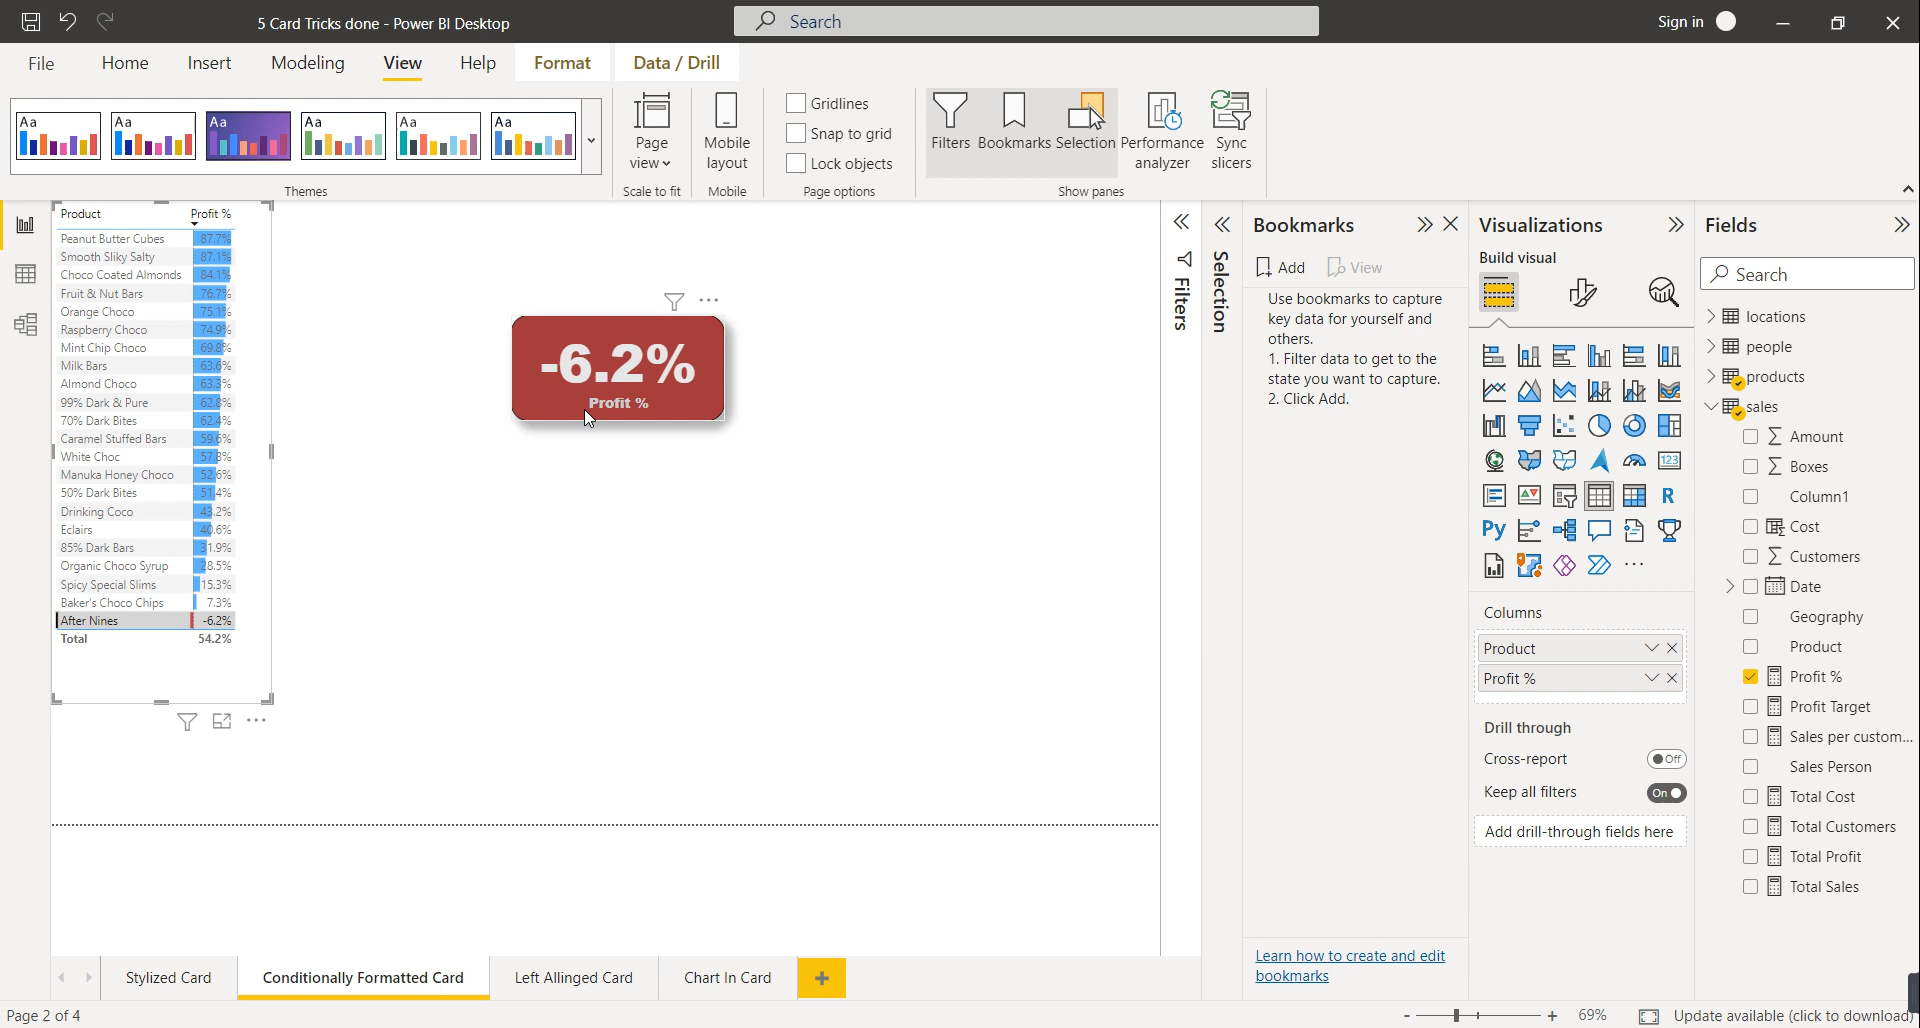 5 Card Tricks done - Power BI Desktop
Search
Sign in
File
Home
Insert
Modeling
View
Help
Format
Data / Drill
Aa
Aa
Aa
Aa
Aa
Aa
Themes
Page
view
Scale to fit
Mobile
layout
Mobile
Gridlines
Snap to grid
Lock objects
Page options
Filters
Bookmarks
Selection
Performance
analyzer
Sync
slicers
Show panes
Product Profit %
Peanut Butter Cubes 87.7%
Smooth Sliky Salty 87.1%
Choco Coated Almonds 84.1%
Fruit & Nut Bars 76.7%
Orange Choco 75.1%
Raspberry Choco 74.9%
Mint Chip Choco 69.8%
Milk Bars 63.6%
Almond Choco 63.3%
99% Dark & Pure 62.8%
70% Dark Bites 62.4%
Caramel Stuffed Bars 59.6%
White Choc 57.8%
Manuka Honey Choco 52.6%
50% Dark Bites 51.4%
Drinking Coco 43.2%
Eclairs 40.6%
85% Dark Bars 31.9%
Organic Choco Syrup 28.5%
Spicy Special Slims 15.3%
Baker's Choco Chips 7.3%
After Nines -6.2%
Total 54.2%
-6.2%
Profit %
Filters
Selection
Bookmarks
Add
View
Use bookmarks to capture
key data for yourself and
others.
1. Filter data to get to the
state you want to capture.
2. Click Add.
Learn how to create and edit
bookmarks
Visualizations
Build visual
123
R
Py
Columns
Product
Profit %
Drill through
Cross-report
Off
Keep all filters
On
Add drill-through fields here
Fields
Search
locations
people
products
sales
Amount
Boxes
Column1
Cost
Customers
Date
Geography
Product
Profit %
Profit Target
Sales per custom...
Sales Person
Total Cost
Total Customers
Total Profit
Total Sales
Stylized Card
Conditionally Formatted Card
Left Allinged Card
Chart In Card
+
Page 2 of 4
- + 69%
Update available (click to download)